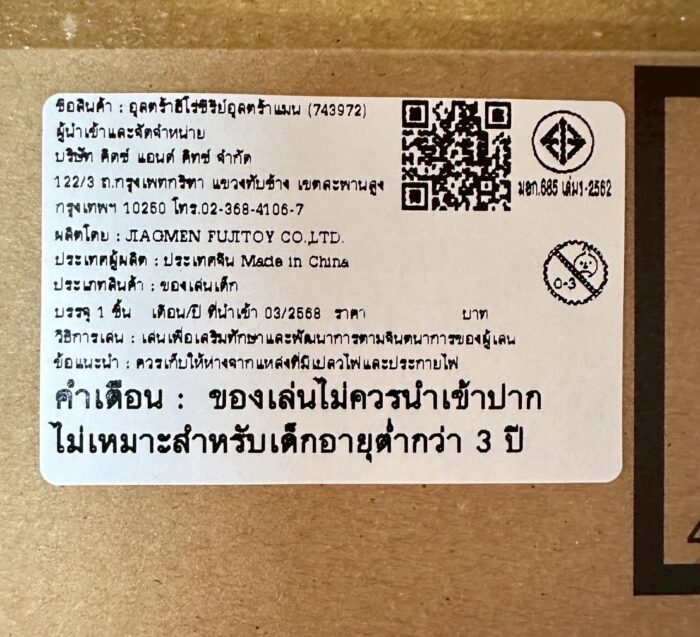 ชื่อสินค้า : อุลตร้าฮีโร่ซีรีย์อุลตร้าแมน (743972)
ผู้นำเข้าและจัดจำหน่าย
บริษัท คิดซ์ แอนด์ คิทซ์ จำกัด
122/3 ถ.กรุงเทพกรีฑา แขวงทับช้าง เขตสะพานสูง
กรุงเทพฯ 10250 โทร.02-368-4106-7
ผลิตโดย : JIAGMEN FUJITOY CO.,LTD.
ประเทศผู้ผลิต : ประเทศจีน Made in China
ประเภทสินค้า : ของเล่นเด็ก
บรรจุ 1 ชิ้น เดือน/ปี ที่นำเข้า 03/2568 ราคา บาท
วิธีการเล่น : เล่นเพื่อเสริมทักษะและพัฒนาการตามจินตนาการของผู้เล่น
ข้อแนะนำ : ควรเก็บให้ห่างจากแหล่งที่มีเปลวไฟและประกายไฟ
คำเตือน : ของเล่นไม่ควรนำเข้าปาก
ไม่เหมาะสำหรับเด็กอายุต่ำกว่า 3 ปี
มอก.685 เล่ม1-2562
0-3